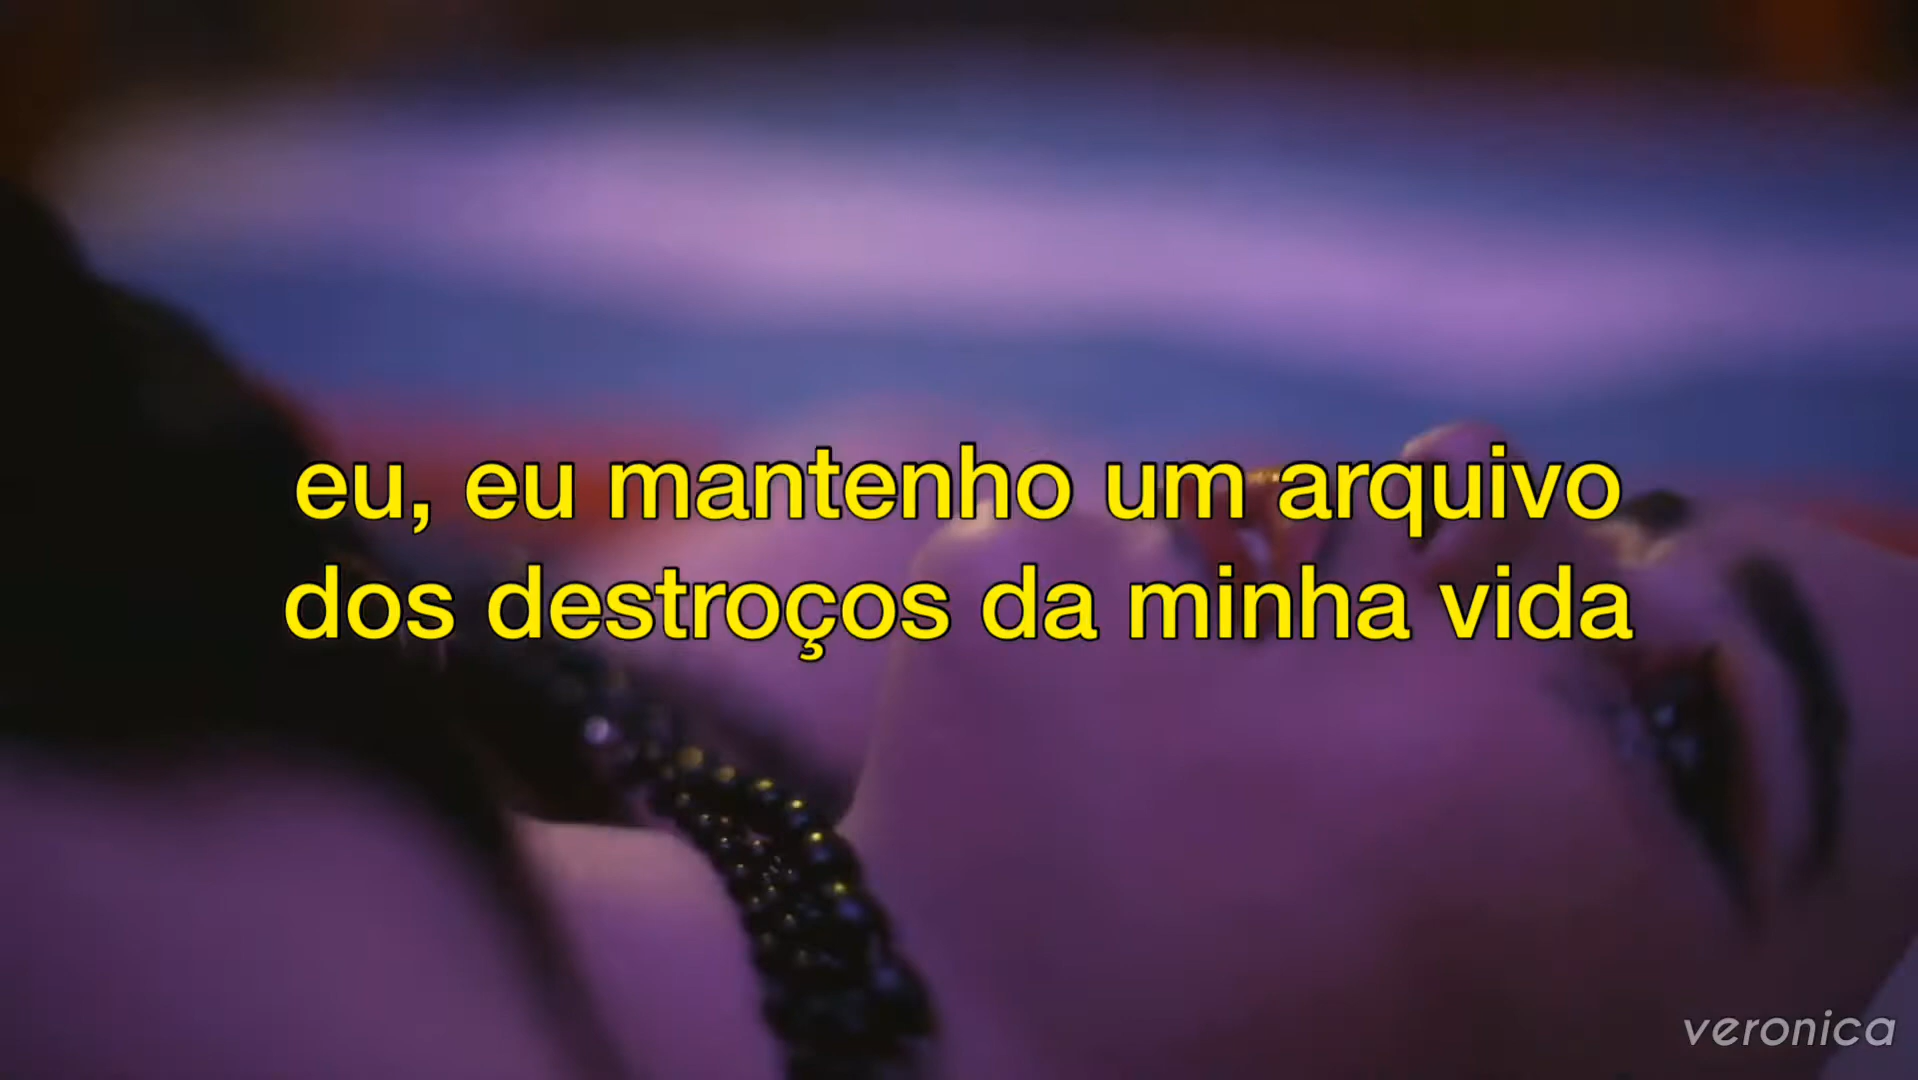 eu, eu mantenho um arquivo
dos destroços da minha vida
veronica